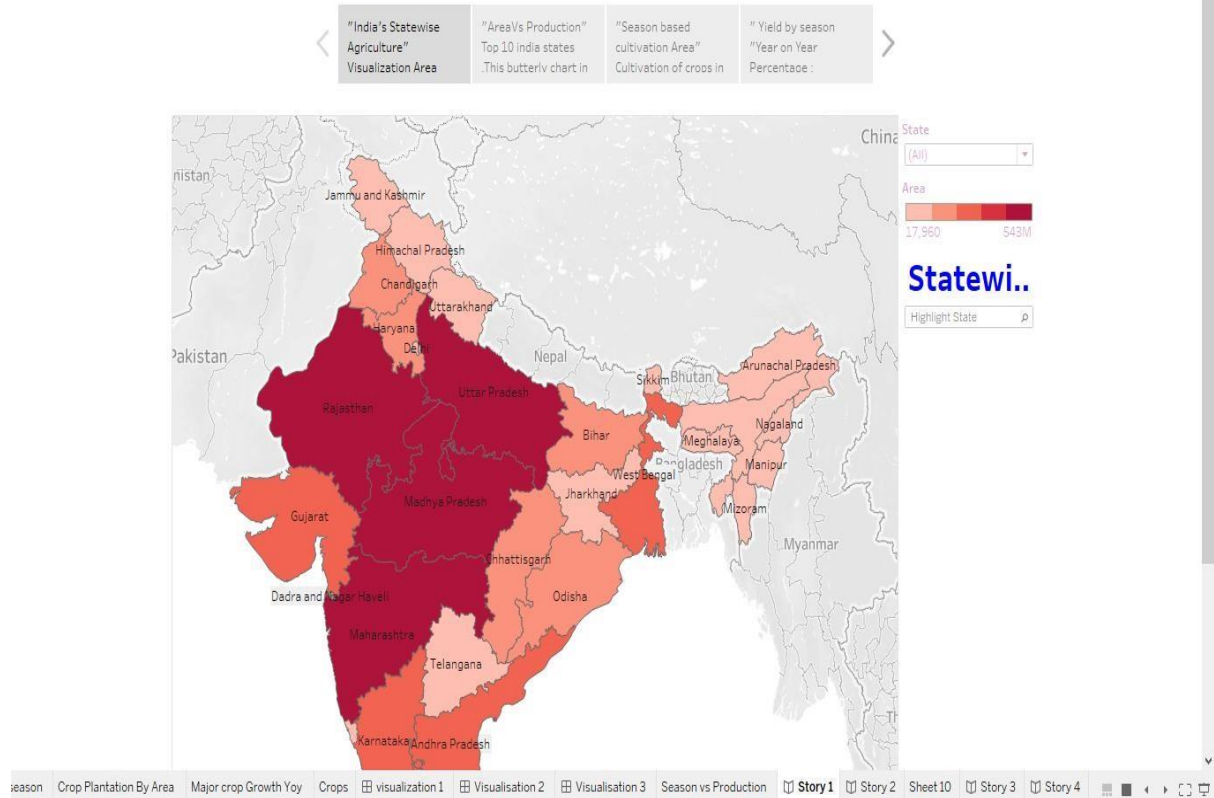 "India's Statewise
Agriculture"
Visualization Area
"AreaVs Production"
Top 10 india states
.This butterly chart in
"Season based
cultivation Area"
Cultivation of crops in
" Yield by season
"Year on Year
Percentage :
China
State
(All)
nistan
Area
Jammu and Kashmir
17,960
543M
Himachal Pradesh
Statewi..
Chandigarh
Highlight State
Uttarakhand
Haryana
Delhi
Pakistan
Nepal
Arunachal Pradesh
Sikkim
Bhutan
Uttar Pradesh
Rajasthan
Nagaland
Bihar
Meghalaya
Bangladesh
Manipur
West Bengal
Jharkhand
Madhya Pradesh
Mizoram
Gujarat
Myanmar
Chhattisgarh
Dadra and Nagar Haveli
Odisha
Maharashtra
Telangana
Th
Karnataka
Andhra Pradesh
season
Crop Plantation By Area
Major crop Growth Yoy
Crops
visualization 1
Visualisation 2
Visualisation 3
Season vs Production
Story 1
Story 2
Sheet 10
Story 3
Story 4